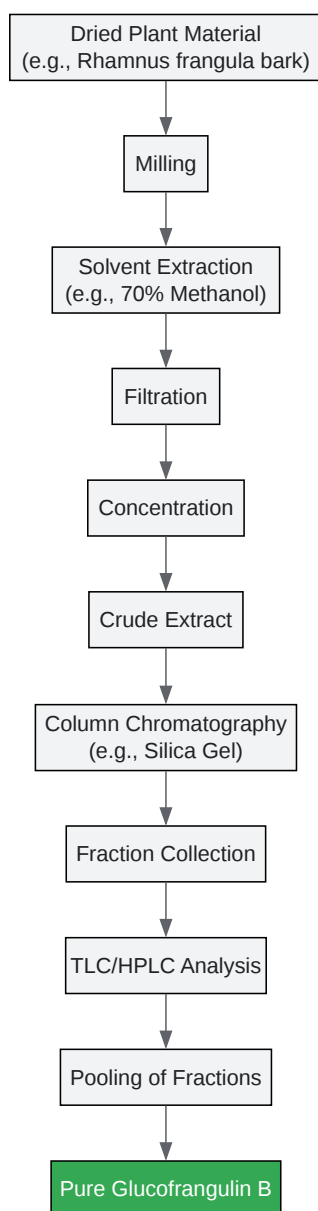 Dried Plant Material
(e.g., Rhamnus frangula bark)
Milling
Solvent Extraction
(e.g., 70% Methanol)
Filtration
Concentration
Crude Extract
Column Chromatography
(e.g., Silica Gel)
Fraction Collection
TLC/HPLC Analysis
Pooling of Fractions
Pure Glucofrangulin B